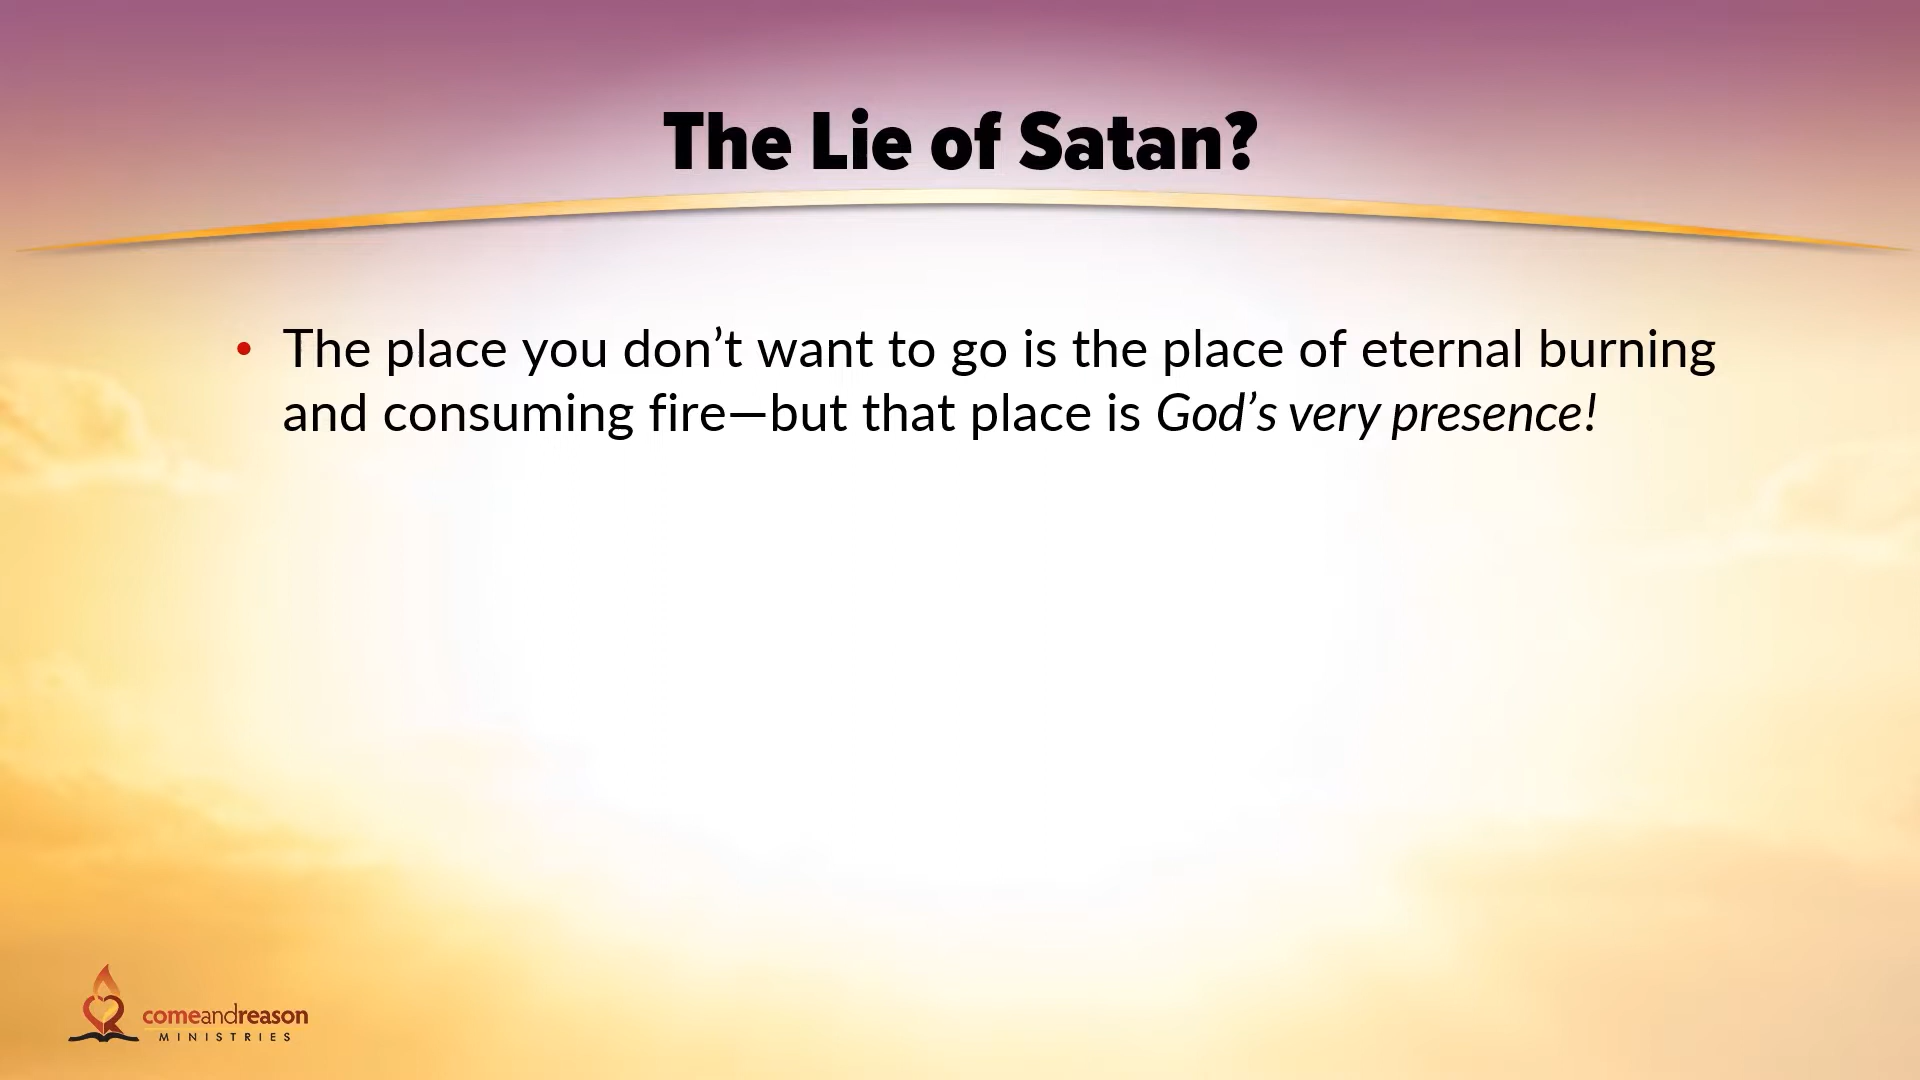 The Lie of Satan?
• The place you don’t want to go is the place of eternal burning
and consuming fire—but that place is God’s very presence!
comeandreason
MINISTRIES